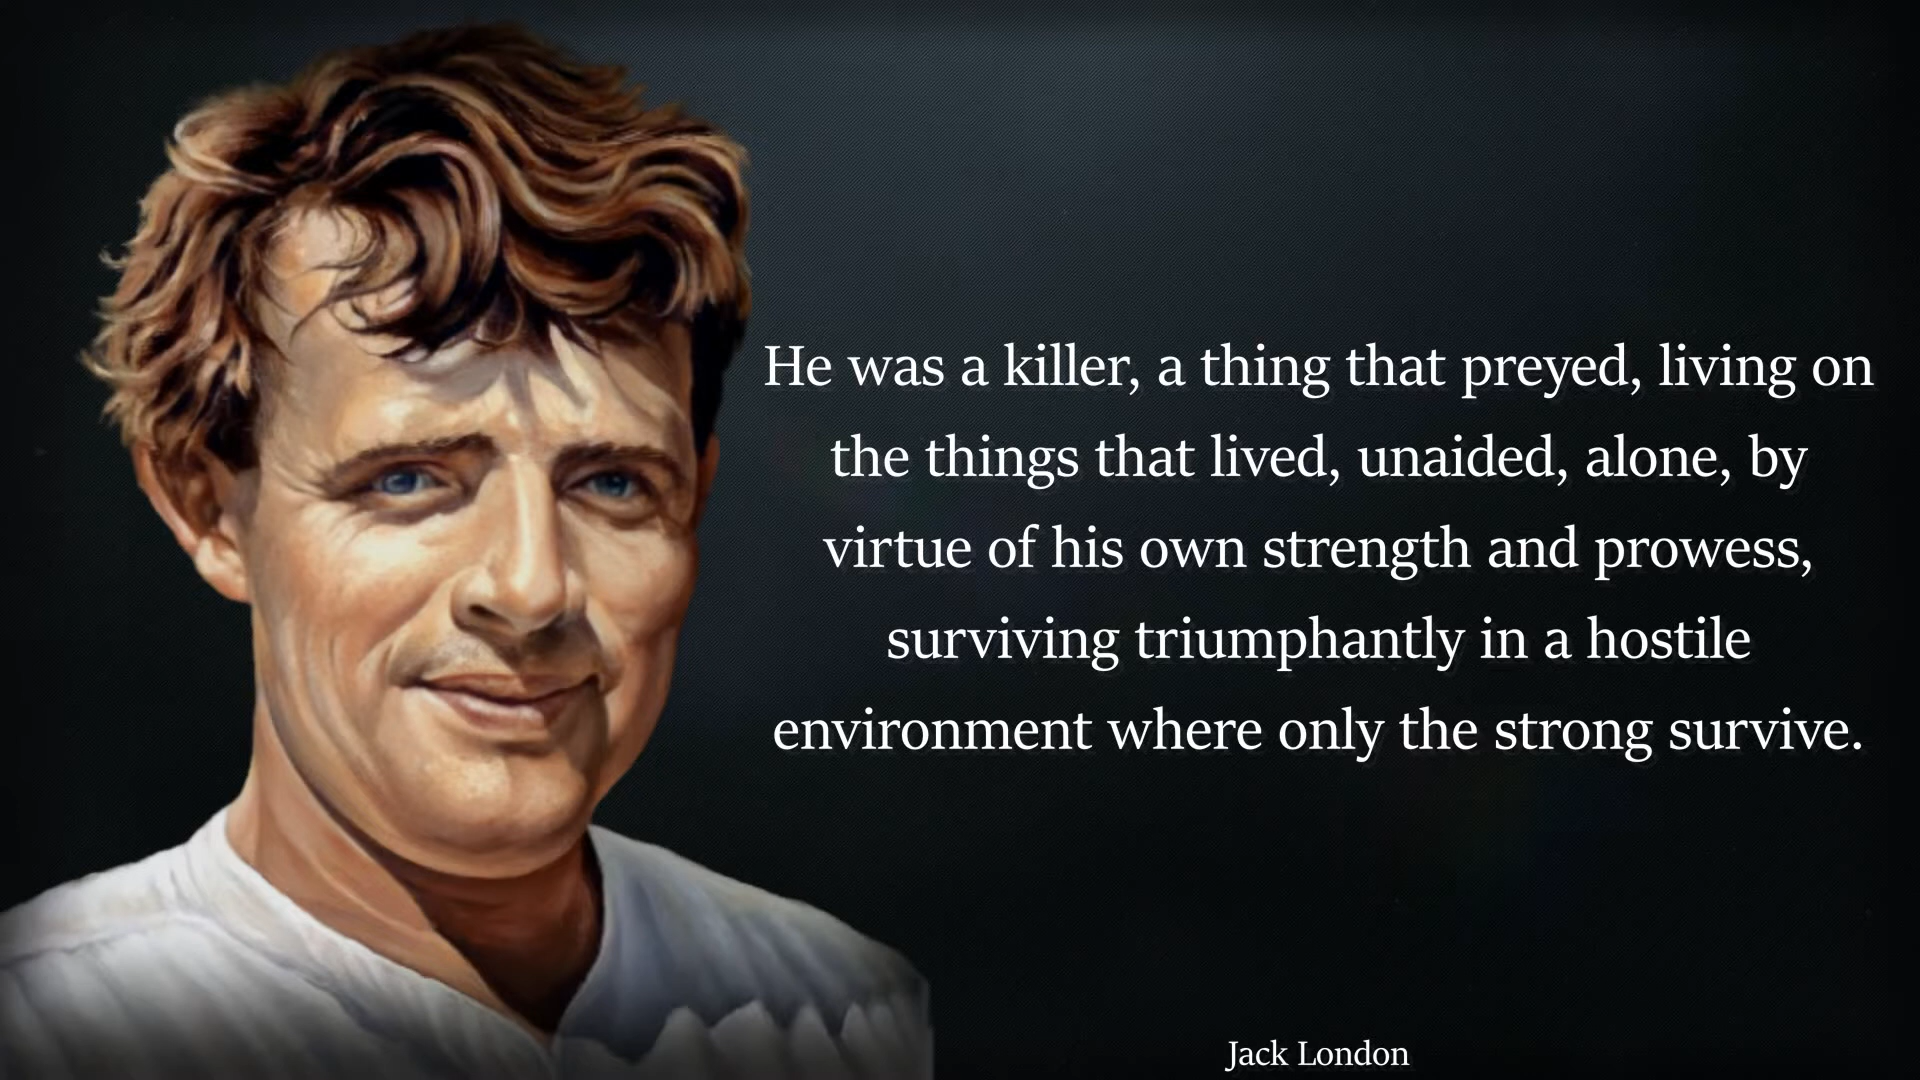 He was a killer, a thing that preyed, living on
the things that lived, unaided, alone, by
virtue of his own strength and prowess,
surviving triumphantly in a hostile
environment where only the strong survive.
Jack London